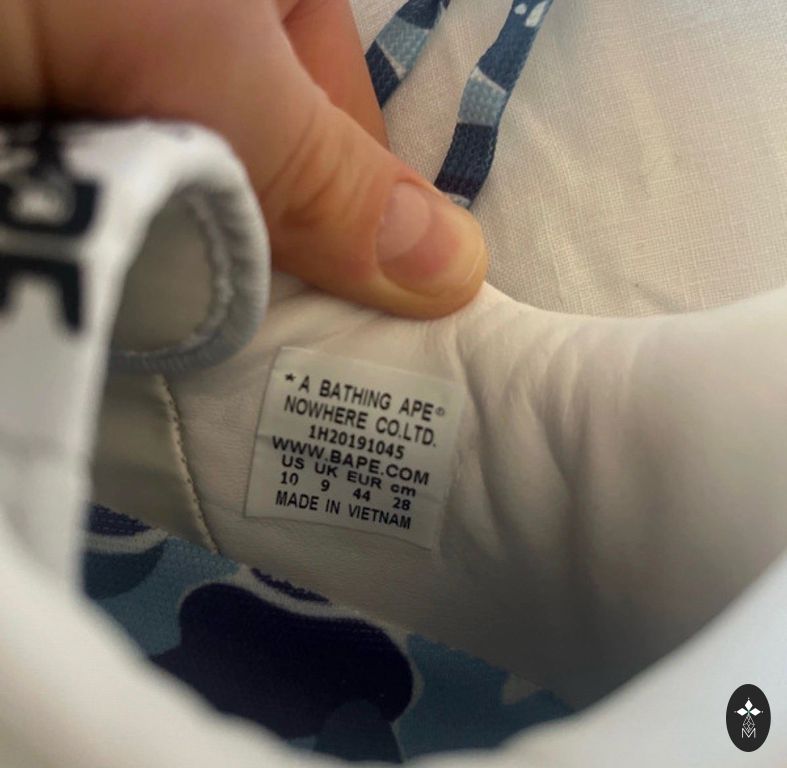 * A BATHING APE®
NOWHERE CO.LTD.
1H20191045
WWW.BAPE.COM
US UK EUR cm
10 9 44 28
MADE IN VIETNAM